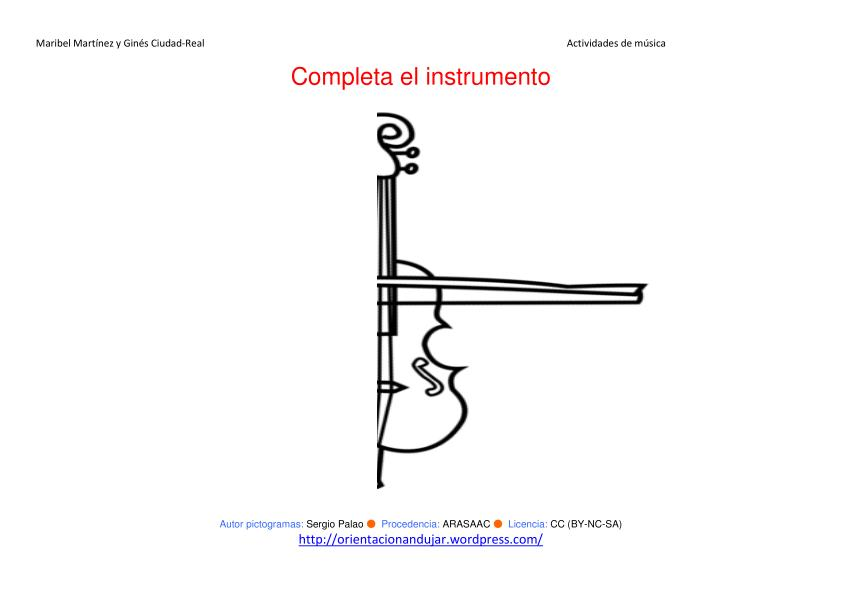 Maribel Martínez y Ginés Ciudad-Real Actividades de música
Completa el instrumento
Autor pictogramas: Sergio Palao ● Procedencia: ARASAAC ● Licencia: CC (BY-NC-SA)
http://orientacionandujar.wordpress.com/